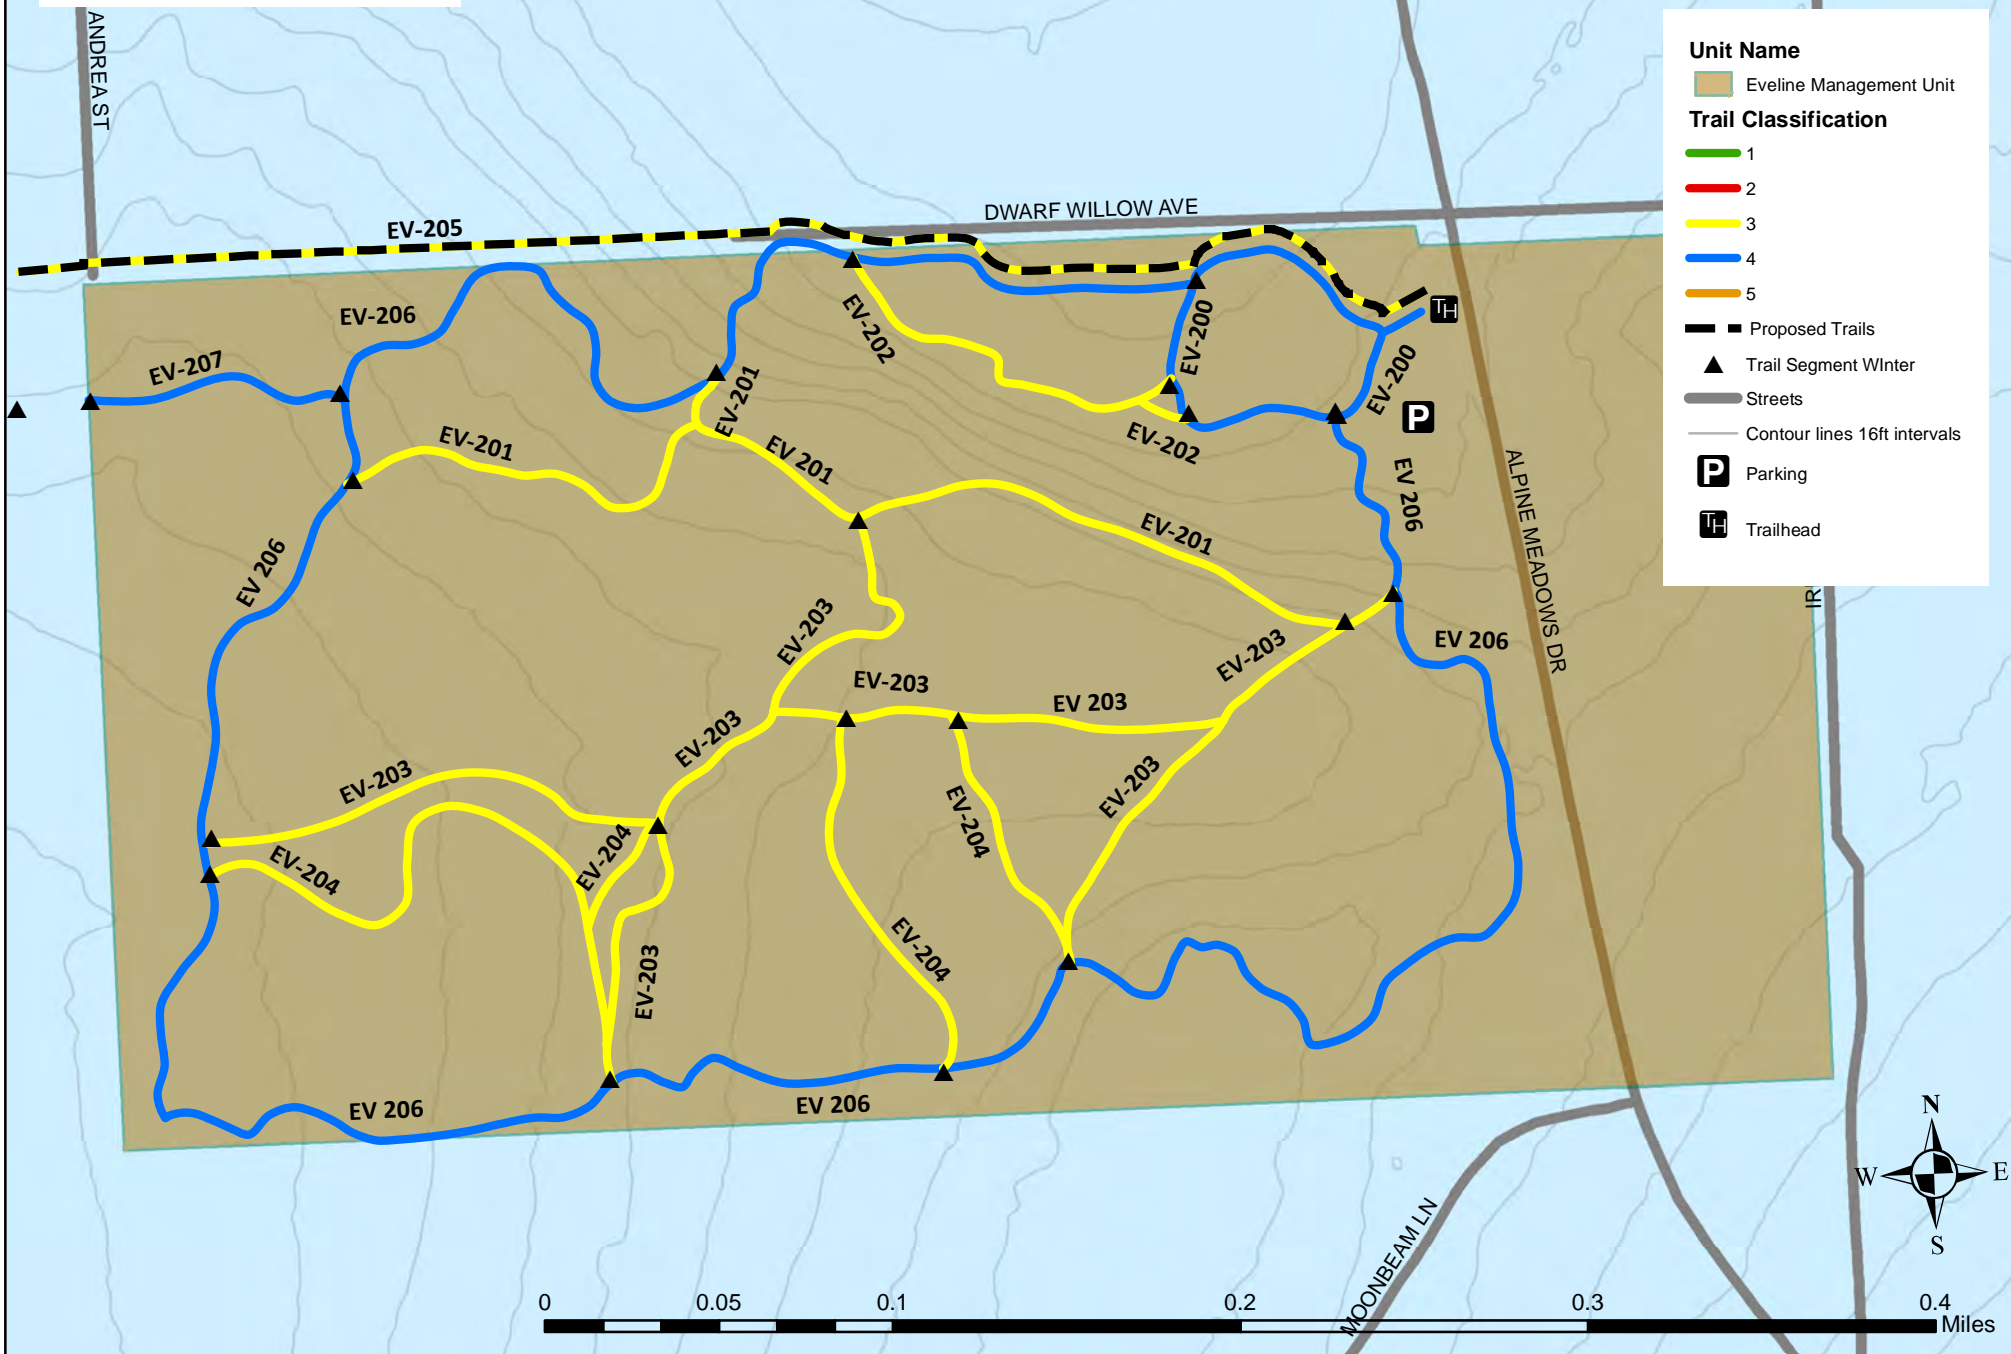 ANDREA ST
Unit Name
Eveline Management Unit
Trail Classification
1
2
3
4
5
Proposed Trails
Trail Segment WInter
Streets
Contour lines 16ft intervals
P
Parking
TH
Trailhead
DWARF WILLOW AVE
EV-205
EV-206
EV-207
EV-202
EV-200
TH
EV-200
P
EV-201
EV-201
EV 201
EV-202
EV 206
ALPINE MEADOWS DR
EV-201
EV 206
IR
EV-203
EV-203
EV 206
EV-203
EV 203
EV-203
EV-203
EV-203
EV-204
EV-204
EV-204
EV-204
EV-203
EV 206
EV 206
MOONBEAM LN
N
W
E
S
0
0.05
0.1
0.2
0.3
0.4
Miles